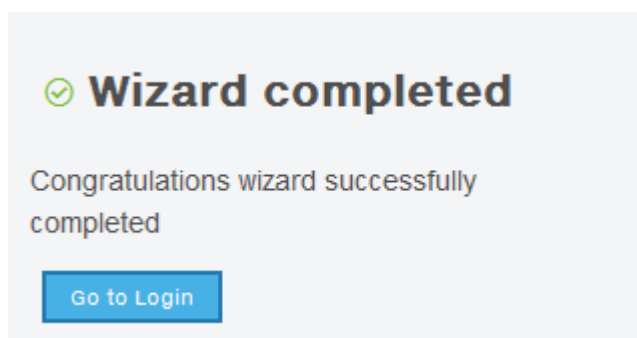 Wizard completed
Congratulations wizard successfully
completed
Go to Login